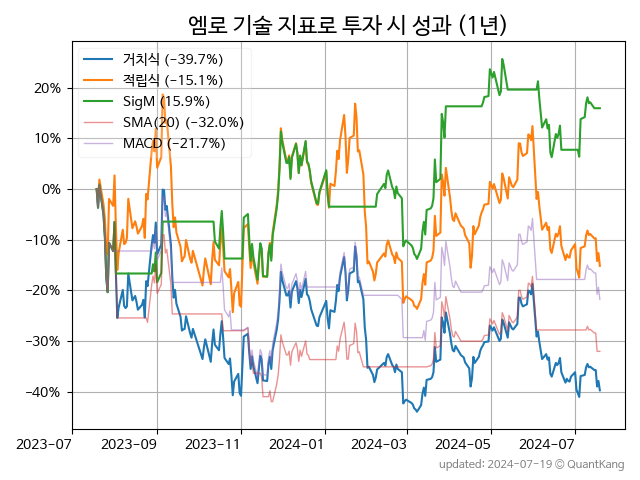 엠로 기술 지표로 투자 시 성과 (1년)
거치식 (−39.7%)
적립식 (−15.1%)
SigM (15.9%)
SMA(20) (−32.0%)
MACD (−21.7%)
20%
10%
0%
−10%
−20%
−30%
−40%
2023-07 2023-09 2023-11 2024-01 2024-03 2024-05 2024-07
updated: 2024-07-19 @ QuantKang